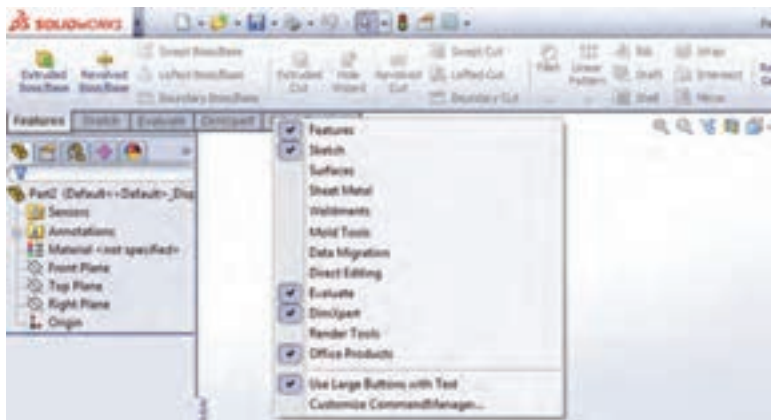 SOLIDWORKS
Swept Boss/Base
Swept Cut
Rib
Wrap
Extruded Boss/Base
Revolved Boss/Base
Lofted Boss/Base
Extruded Cut
Hole Wizard
Revolved Cut
Lofted Cut
Fillet
Linear Pattern
Draft
Intersect
Boundary Boss/Base
Boundary Cut
Shell
Mirror
Features
Sketch
Evaluate
DimXpert
Features
Sketch
Surfaces
Sheet Metal
Weldments
Mold Tools
Data Migration
Direct Editing
Evaluate
DimXpert
Render Tools
Office Products
Use Large Buttons with Text
Customize CommandManager...
Part2 (Default<<Default>_Disp
Sensors
Annotations
Material <not specified>
Front Plane
Top Plane
Right Plane
Origin